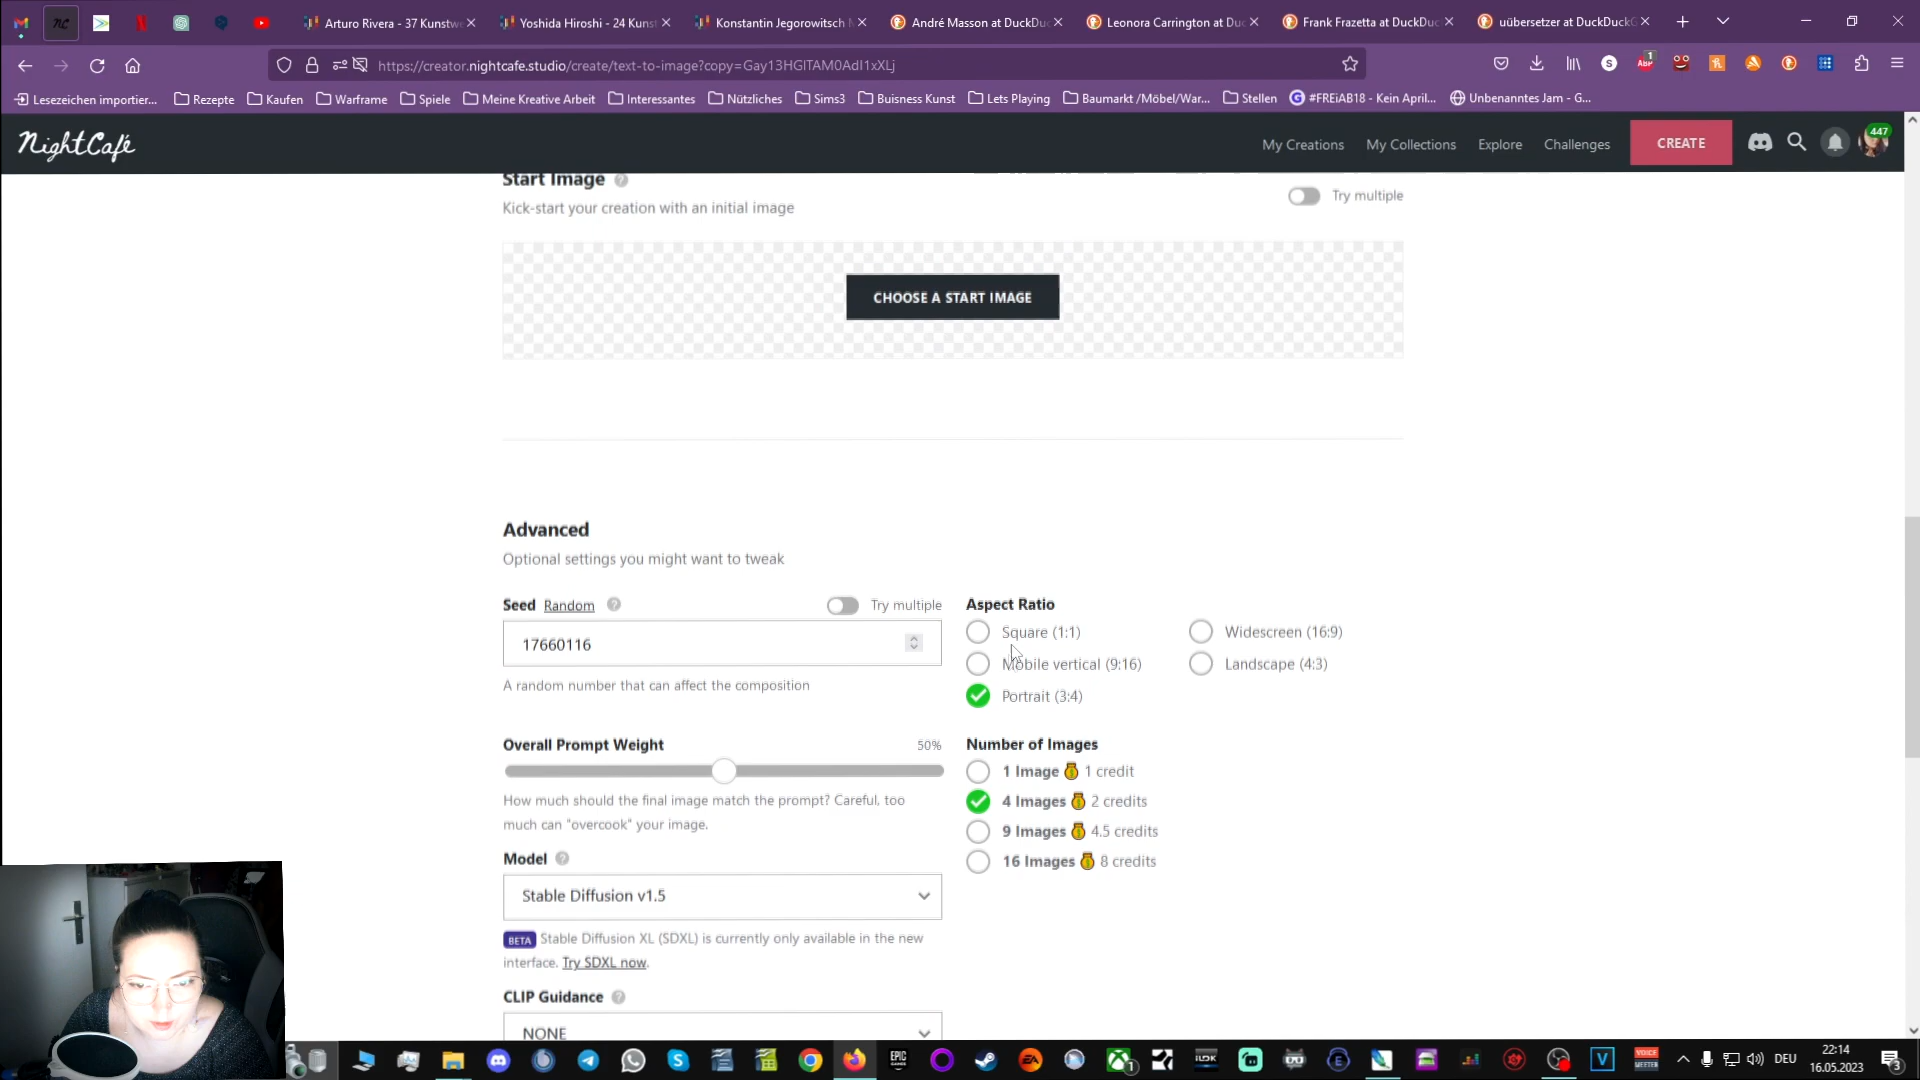 Arturo Rivera - 37 Kunstwe
Yoshida Hiroshi - 24 Kunst
Konstantin Jegorowitsch M
André Masson at DuckDu
Leonora Carrington at Duc
Frank Frazetta at DuckDu
uübersetzer at DuckDuckG
https://creator.nightcafe.studio/create/text-to-image?copy=Gay13HGlTAM0AdI1xXLj
Lesezeichen importier...
Rezepte
Kaufen
Warframe
Spiele
Meine Kreative Arbeit
Interessantes
Nützliches
Sims3
Buisness Kunst
Lets Playing
Baumarkt /Möbel/War...
Stellen
#FREiAB18 - Kein April...
Unbenanntes Jam - G...
NightCafé
My Creations
My Collections
Explore
Challenges
CREATE
447
Start Image
Try multiple
Kick-start your creation with an initial image
CHOOSE A START IMAGE
Advanced
Optional settings you might want to tweak
Seed Random
Try multiple
17660116
A random number that can affect the composition
Aspect Ratio
Square (1:1)
Widescreen (16:9)
Mobile vertical (9:16)
Landscape (4:3)
Portrait (3:4)
Overall Prompt Weight
50%
How much should the final image match the prompt? Careful, too
much can "overcook" your image.
Number of Images
1 Image 1 credit
4 Images 2 credits
9 Images 4.5 credits
16 Images 8 credits
Model
Stable Diffusion v1.5
BETA Stable Diffusion XL (SDXL) is currently only available in the new
interface. Try SDXL now.
CLIP Guidance
NONE
DEU
22:14
16.05.2023